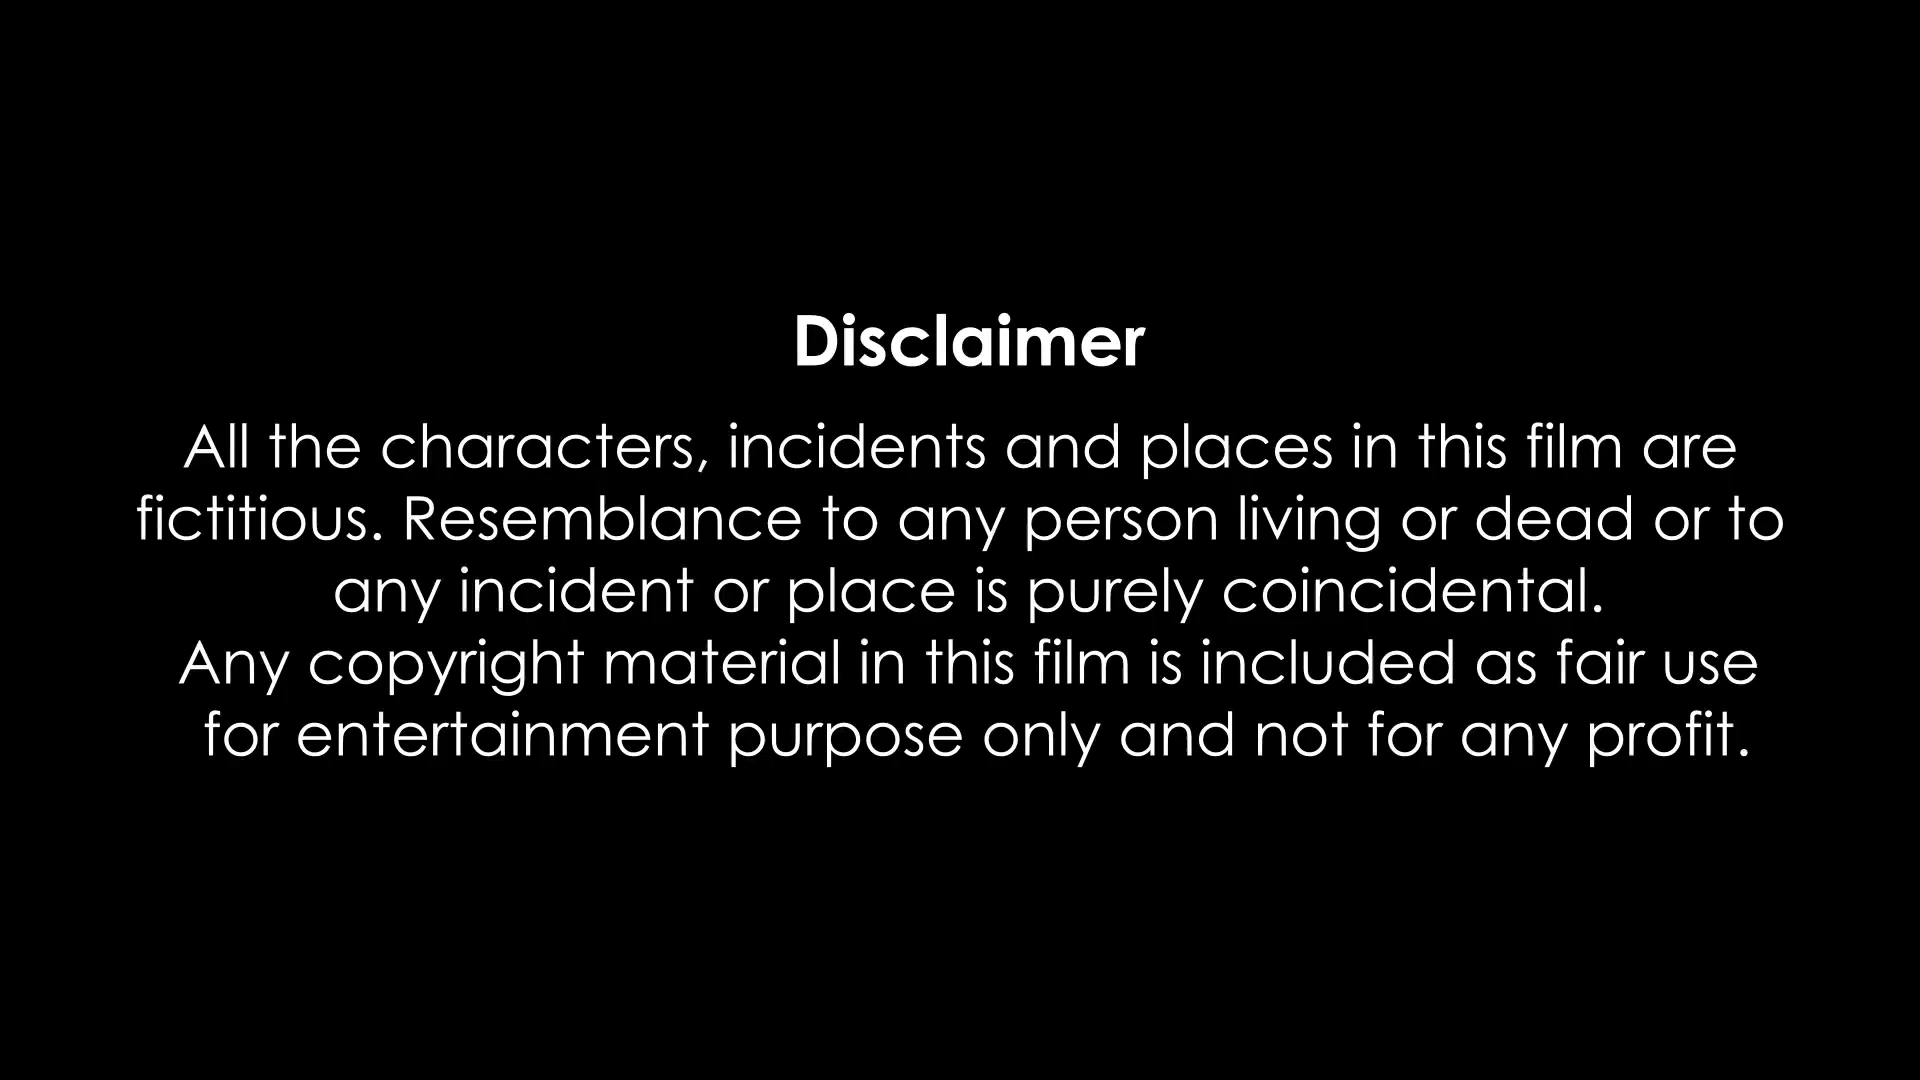 Disclaimer
All the characters, incidents and places in this film are
fictitious. Resemblance to any person living or dead or to
any incident or place is purely coincidental.
Any copyright material in this film is included as fair use
for entertainment purpose only and not for any profit.